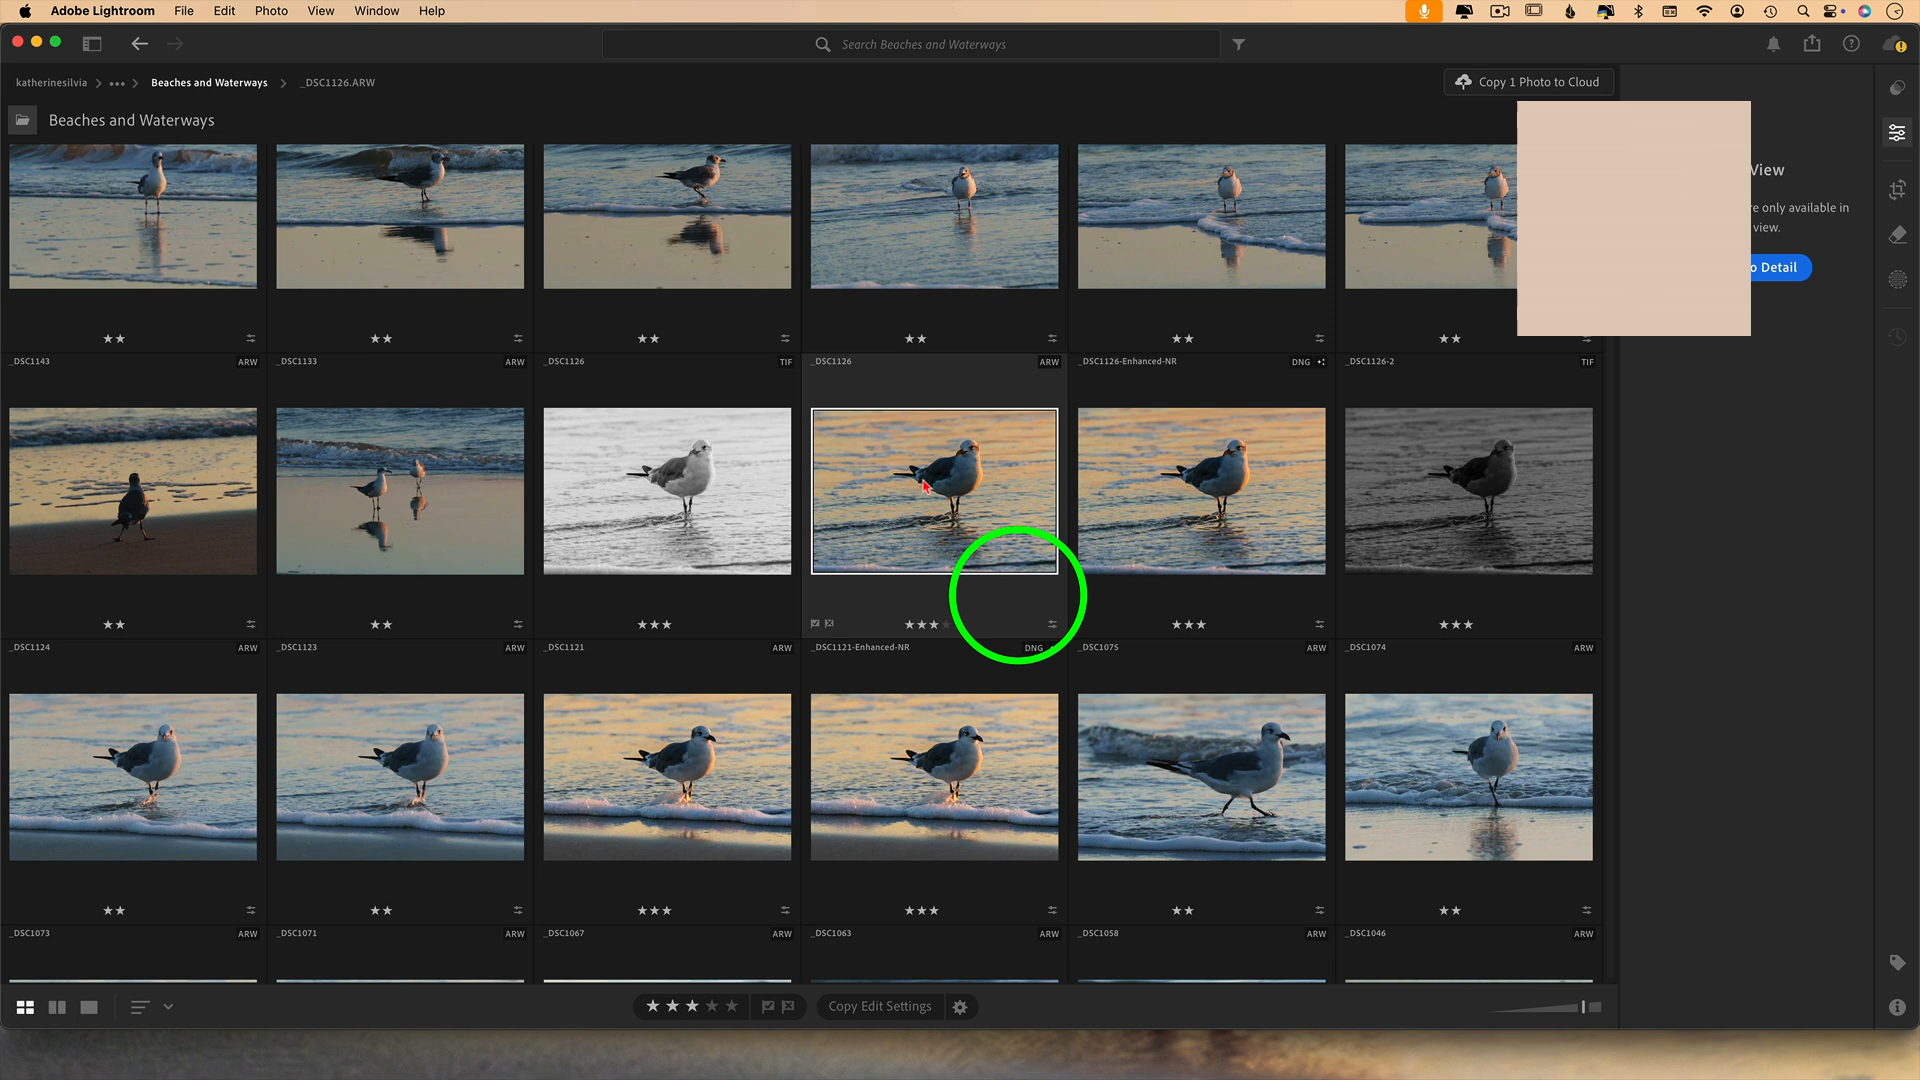 Adobe Lightroom File Edit Photo View Window Help
Search Beaches and Waterways
katherinesilvia Beaches and Waterways _DSC1126.ARW
Copy 1 Photo to Cloud
Beaches and Waterways
View
re only available in
view.
o Detail
_DSC1143 ARW _DSC1133 ARW _DSC1126 TIF _DSC1126 ARW _DSC1126-Enhanced-NR DNG _DSC1126-2 TIF
_DSC1124 ARW _DSC1123 ARW _DSC1121 ARW _DSC1121-Enhanced-NR DNG _DSC1075 ARW _DSC1074 ARW
_DSC1073 ARW _DSC1071 ARW _DSC1067 ARW _DSC1063 ARW _DSC1058 ARW _DSC1046 ARW
Copy Edit Settings